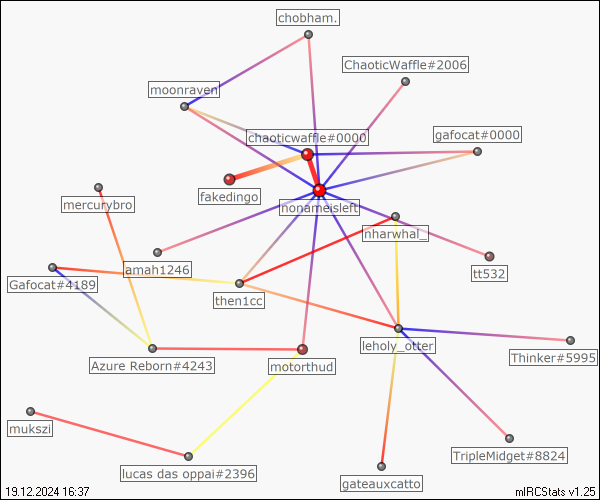 chobham.
ChaoticWaffle#2006
moonraven
chaoticwaffle#0000
gafocat#0000
fakedingo
mercurybro
nonameisleft
nharwhal_
amah1246
tt532
Gafocat#4189
then1cc
leholy_otter
Thinker#5995
Azure Reborn#4243
motorthud
mukszi
TripleMidget#8824
lucas das oppai#2396
gateauxcatto
19.12.2024 16:37
mIRCStats v1.25